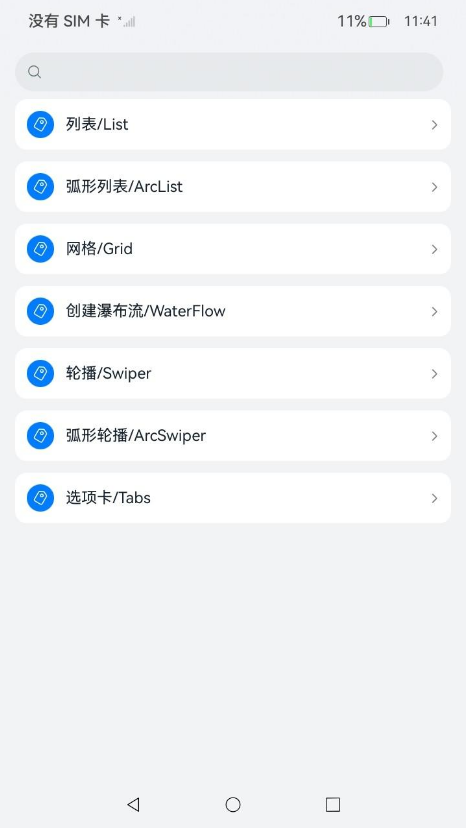 没有 SIM 卡 11% 11:41
列表/List
弧形列表/ArcList
网格/Grid
创建瀑布流/WaterFlow
轮播/Swiper
弧形轮播/ArcSwiper
选项卡/Tabs